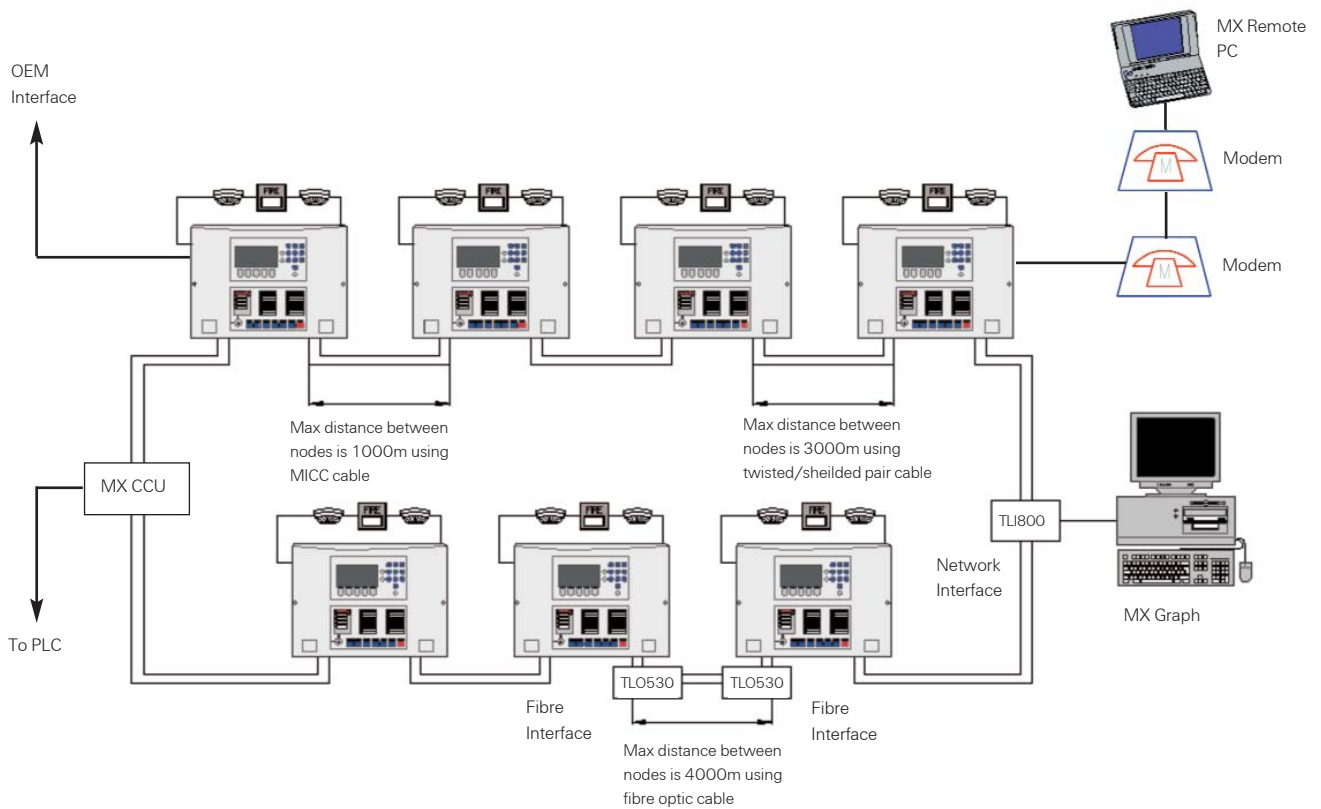 MX Remote
PC
OEM
Interface
Modem
M
FIRE
FIRE
FIRE
FIRE
Modem
M
Max distance between
nodes is 1000m using
MICC cable
Max distance between
nodes is 3000m using
twisted/sheilded pair cable
MX CCU
TLI800
Network
Interface
MX Graph
FIRE
FIRE
FIRE
To PLC
TLO530
TLO530
Fibre
Interface
Fibre
Interface
Max distance between
nodes is 4000m using
fibre optic cable